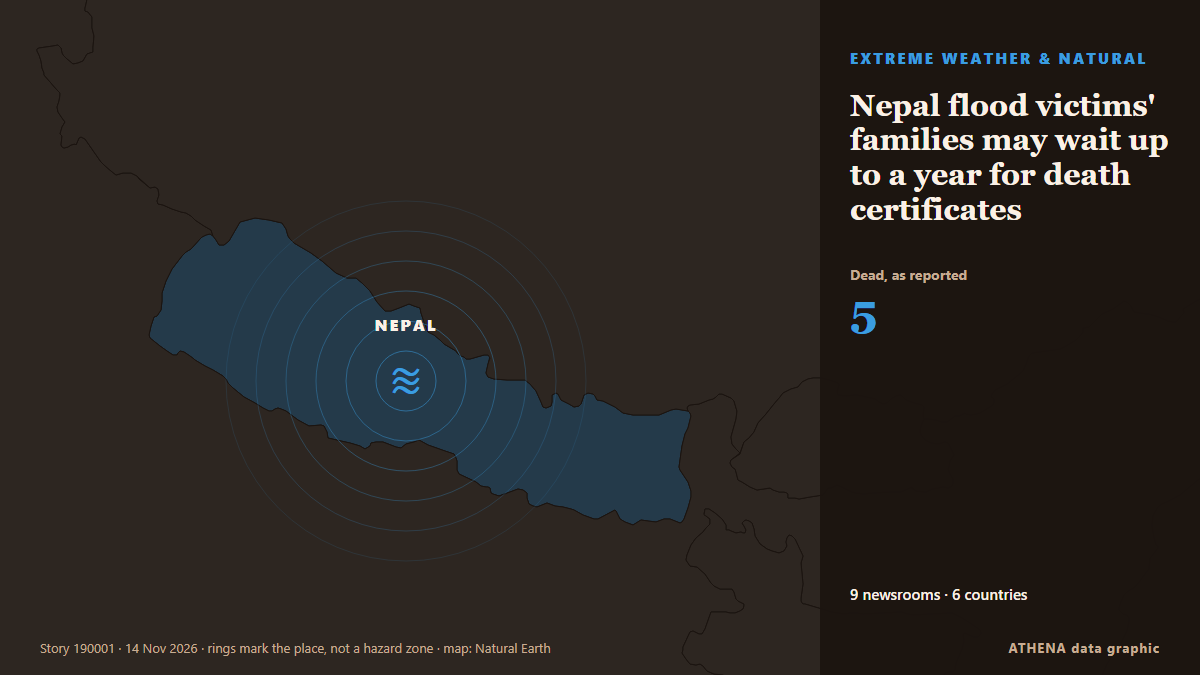 NEPAL
EXTREME WEATHER & NATURAL
Nepal flood victims'
families may wait up
to a year for death
certificates
Dead, as reported
5
9 newsrooms · 6 countries
Story 190001 · 14 Nov 2026 · rings mark the place, not a hazard zone · map: Natural Earth
ATHENA data graphic